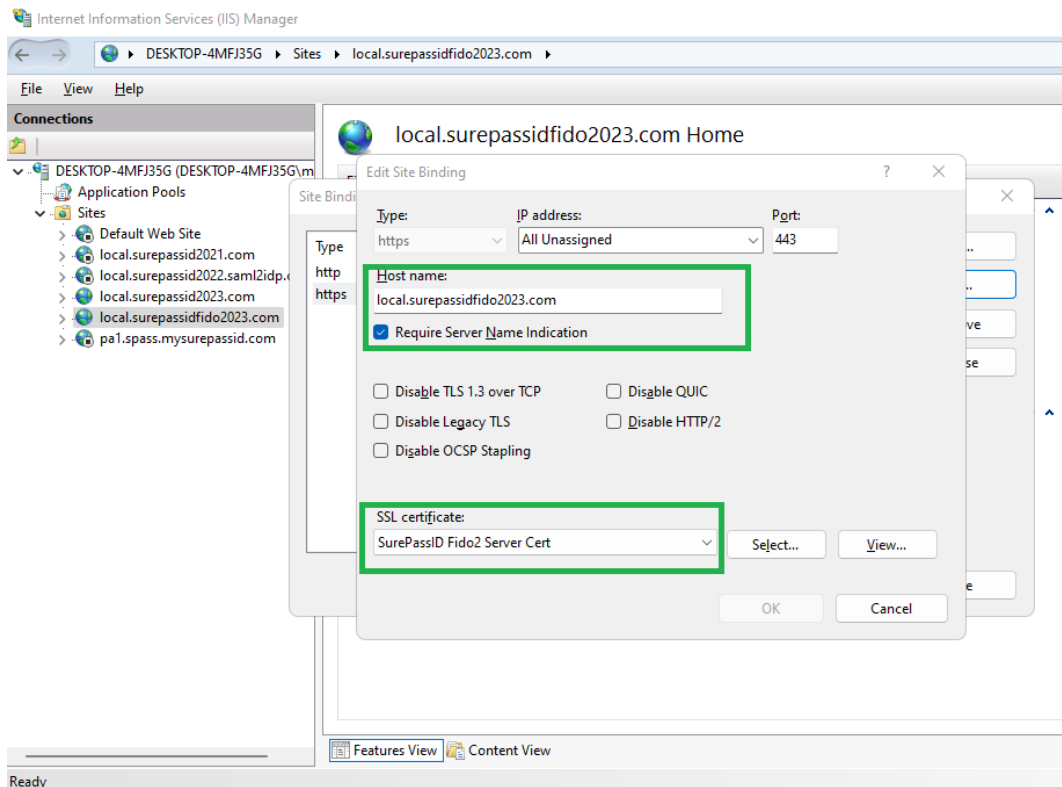 Internet Information Services (IIS) Manager
DESKTOP-4MFJ35G Sites local.surepassidfido2023.com
File View Help
Connections
local.surepassidfido2023.com Home
DESKTOP-4MFJ35G (DESKTOP-4MFJ35G\m
Application Pools
Sites
Default Web Site
local.surepassid2021.com
local.surepassid2022.saml2idp.c
local.surepassid2023.com
local.surepassidfido2023.com
pa1.spass.mysurepassid.com
Site Bindi
Type
http
https
Edit Site Binding
?
Type: IP address: Port:
https All Unassigned 443
Host name:
local.surepassidfido2023.com
Require Server Name Indication
Disable TLS 1.3 over TCP Disable QUIC
Disable Legacy TLS Disable HTTP/2
Disable OCSP Stapling
SSL certificate:
SurePassID Fido2 Server Cert Select... View...
OK Cancel
Features View Content View
Ready